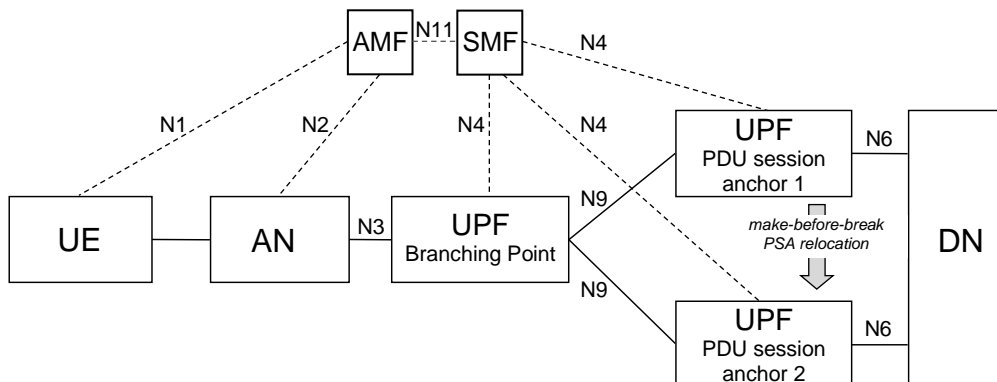 N11
AMF
SMF
N4
N1
N2
N4
N4
UPF
PDU session
anchor 1
N6
UE
AN
N3
UPF
Branching Point
N9
make-before-break
PSA relocation
DN
N9
UPF
PDU session
anchor 2
N6